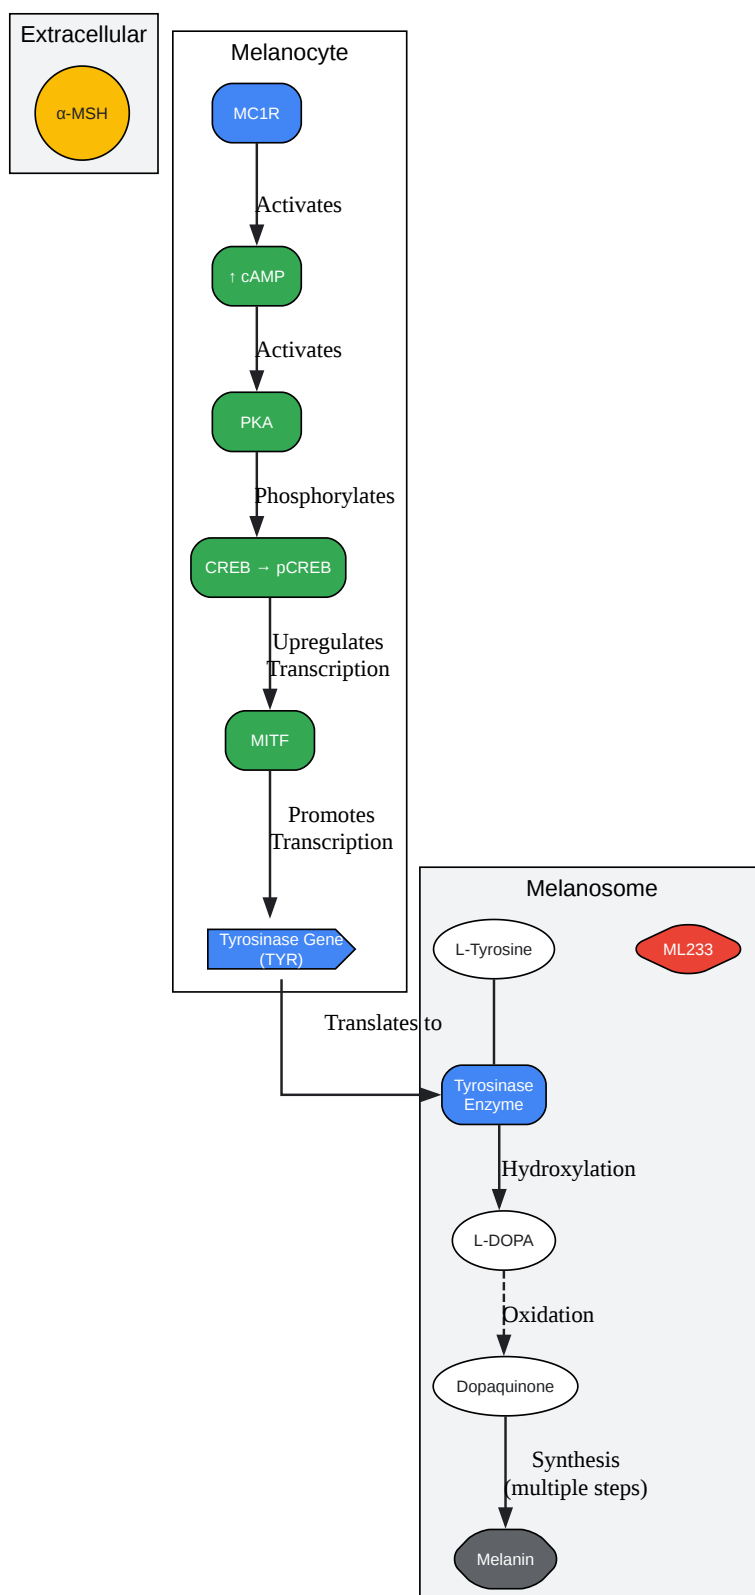 Extracellular
α-MSH
Melanocyte
MC1R
Activates
↑ cAMP
Activates
PKA
Phosphorylates
CREB → pCREB
Upregulates
Transcription
MITF
Promotes
Transcription
Tyrosinase Gene
(TYR)
Translates to
Melanosome
L-Tyrosine
ML233
Tyrosinase
Enzyme
Hydroxylation
L-DOPA
Oxidation
Dopaquinone
Synthesis
(multiple steps)
Melanin